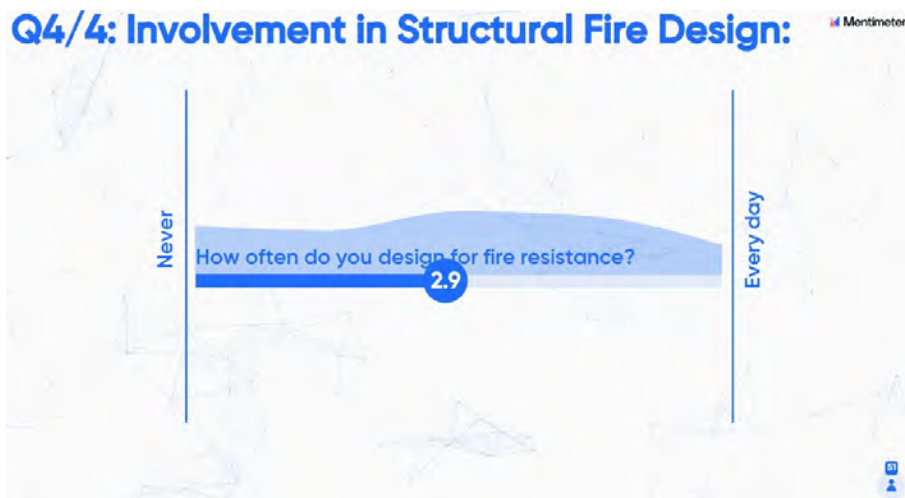 Q4/4: Involvement in Structural Fire Design:
Mentimeter
Never
How often do you design for fire resistance?
2.9
Every day
51